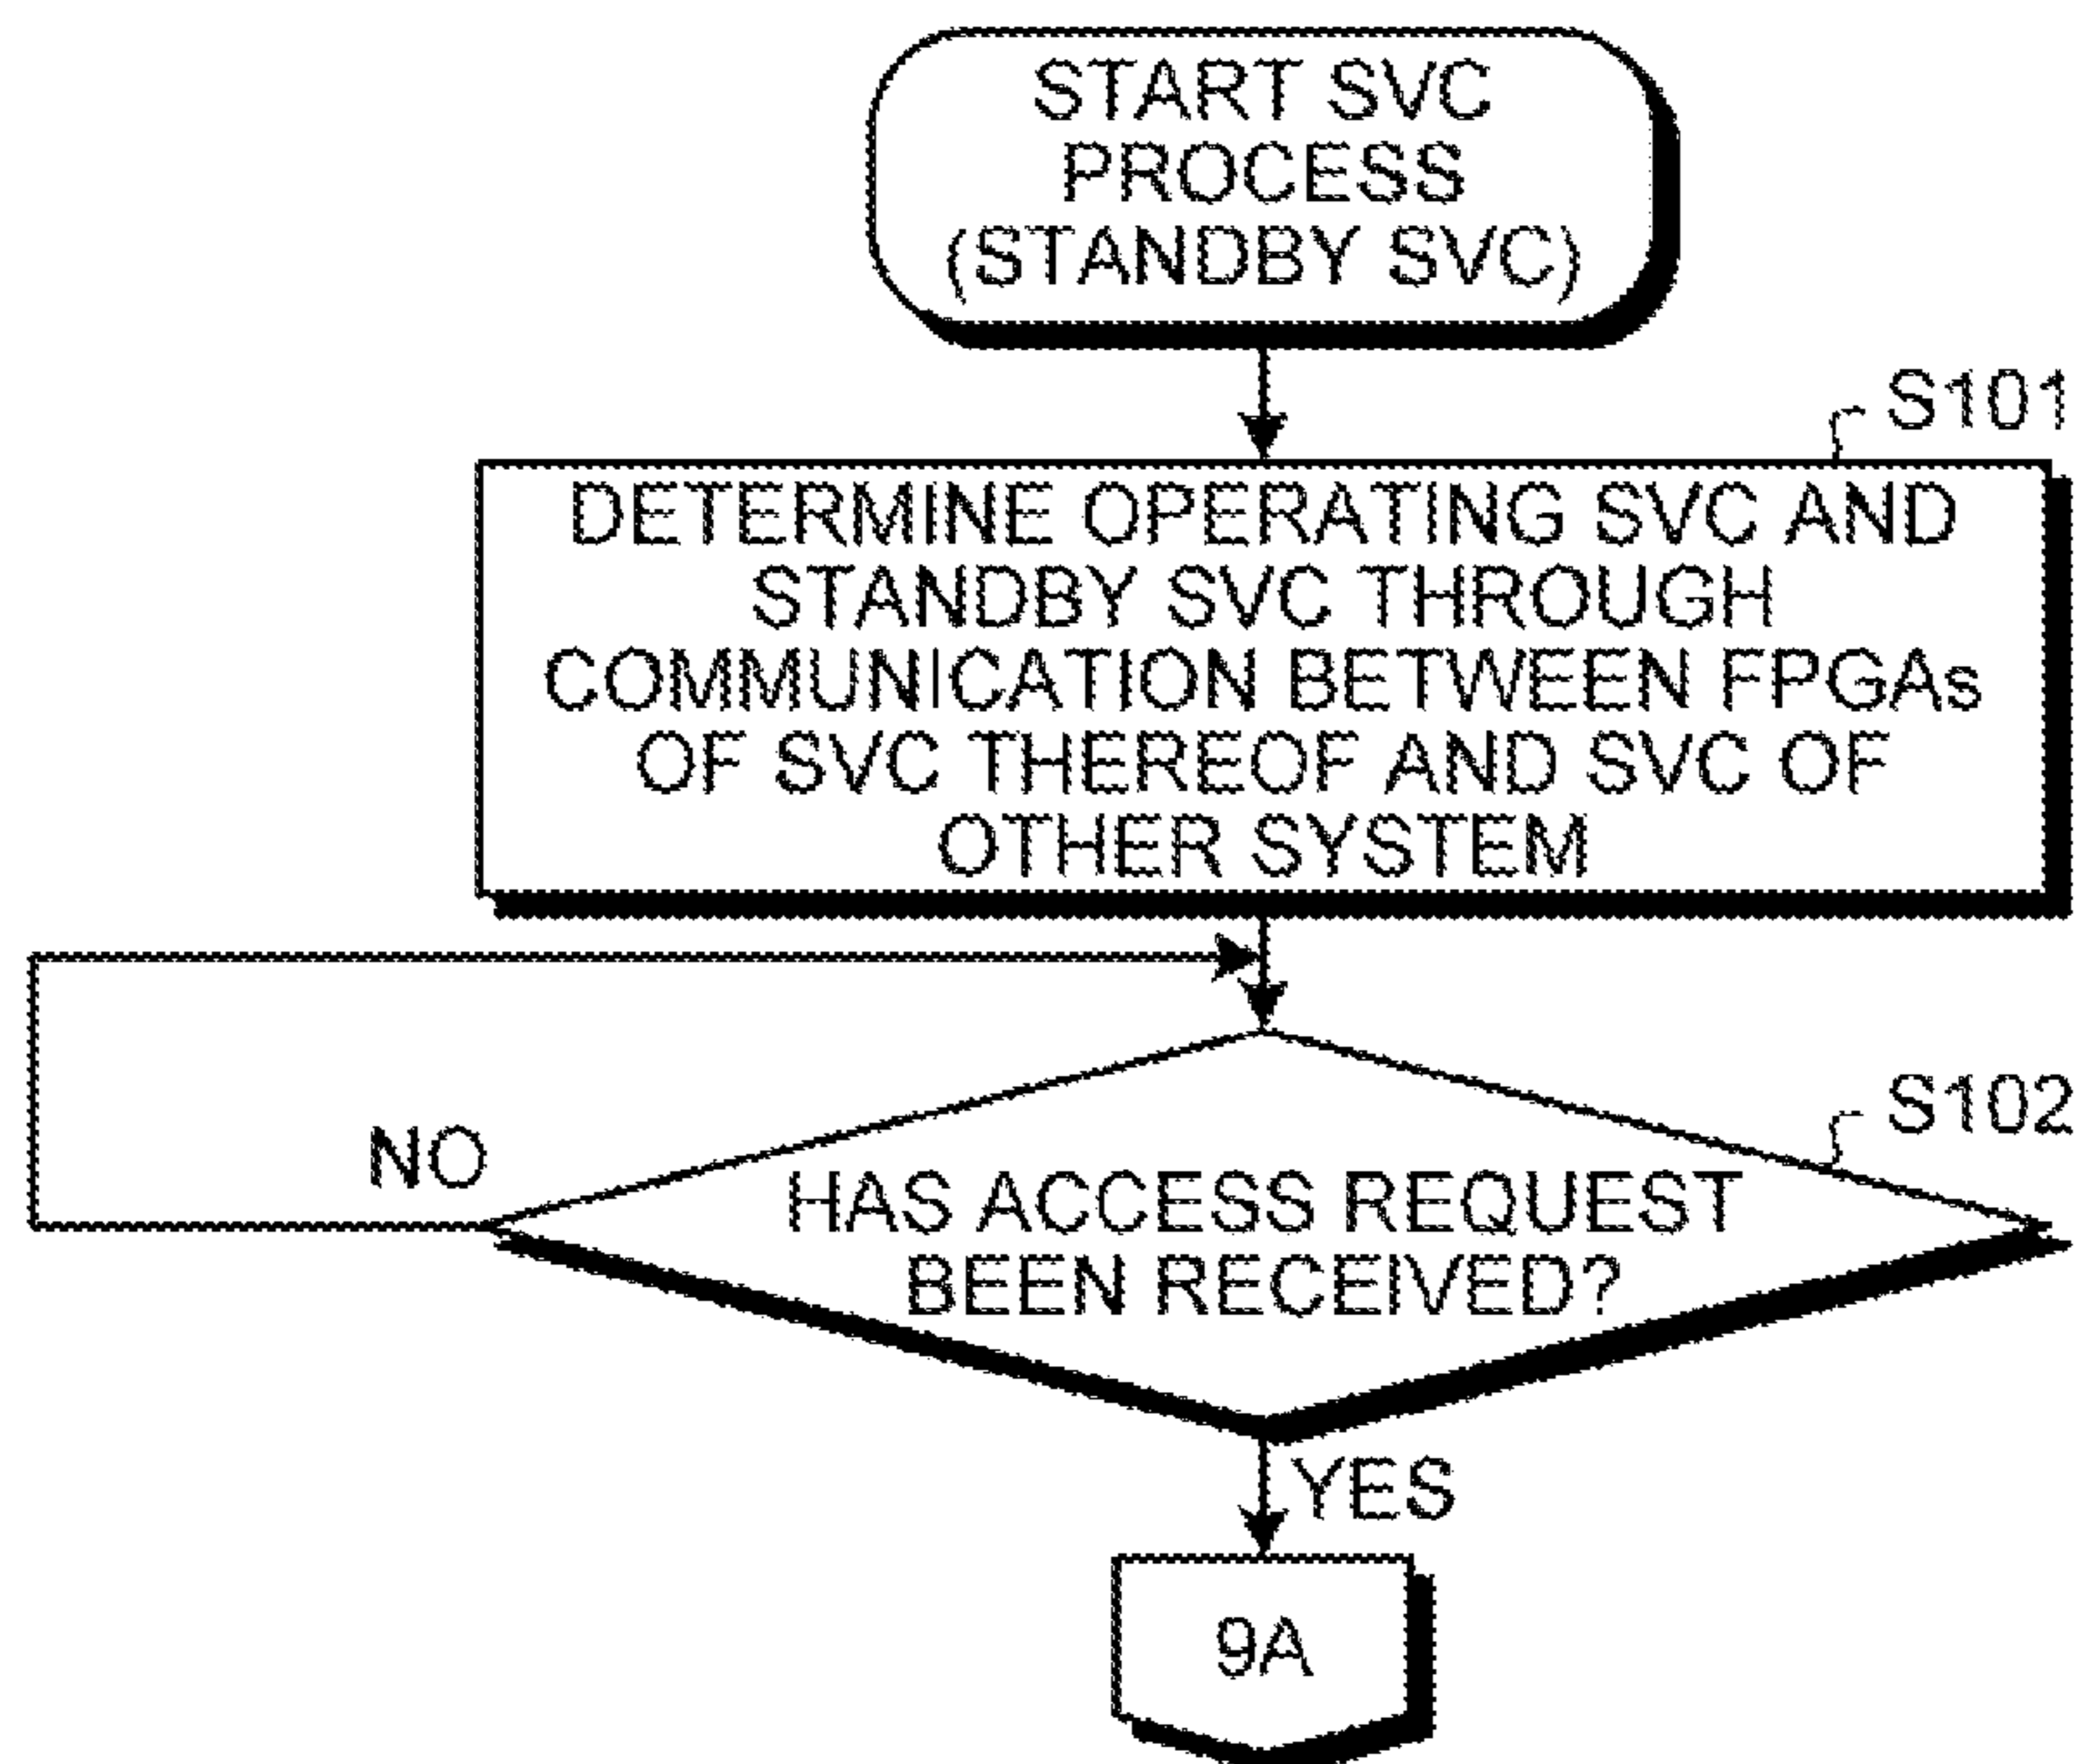 START SVC
PROCESS
(STANDBY SVC)
S101
DETERMINE OPERATING SVC AND
STANDBY SVC THROUGH
COMMUNICATION BETWEEN FPGAs
OF SVC THEREOF AND SVC OF
OTHER SYSTEM
S102
NO
HAS ACCESS REQUEST
BEEN RECEIVED?
YES
9A